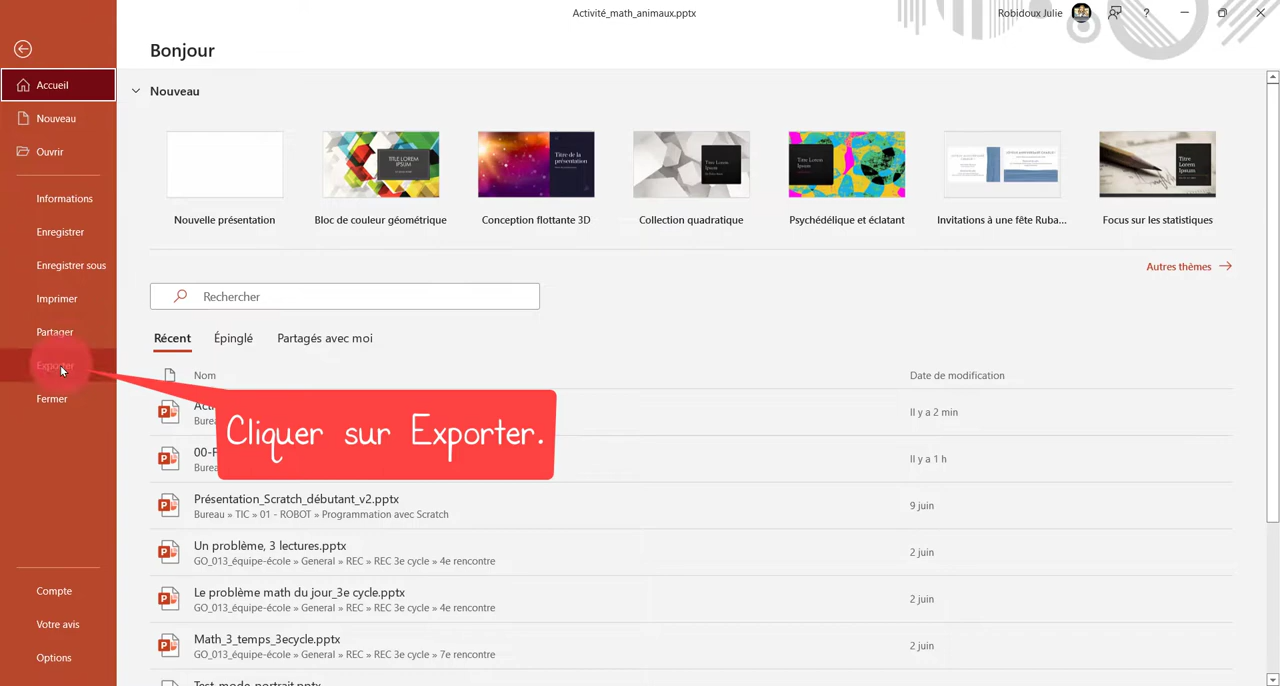 Activité_math_animaux.pptx
Robidoux Julie
?
Bonjour
Accueil
Nouveau
Ouvrir
Informations
Enregistrer
Enregistrer sous
Imprimer
Partager
Exporter
Fermer
Compte
Votre avis
Options
Nouveau
TITLE LOREM
IPSUM
Titre de la
présentation
Titre Lorem
Ipsum
Title Lorem
Ipsum
Titre
Lorem
Ipsum
Nouvelle présentation
Bloc de couleur géométrique
Conception flottante 3D
Collection quadratique
Psychédélique et éclatant
Invitations à une fête Ruba...
Focus sur les statistiques
Autres thèmes
Rechercher
Récent
Épinglé
Partagés avec moi
Nom
Date de modification
Il y a 2 min
Cliquer sur Exporter.
Il y a 1 h
Présentation_Scratch_débutant_v2.pptx
Bureau » TIC » 01 - ROBOT » Programmation avec Scratch
9 juin
Un problème, 3 lectures.pptx
GO_013_équipe-école » General » REC » REC 3e cycle » 4e rencontre
2 juin
Le problème math du jour_3e cycle.pptx
GO_013_équipe-école » General » REC » REC 3e cycle » 4e rencontre
2 juin
Math_3_temps_3ecycle.pptx
GO_013_équipe-école » General » REC » REC 3e cycle » 7e rencontre
2 juin
Test-mode-portrait.pptx